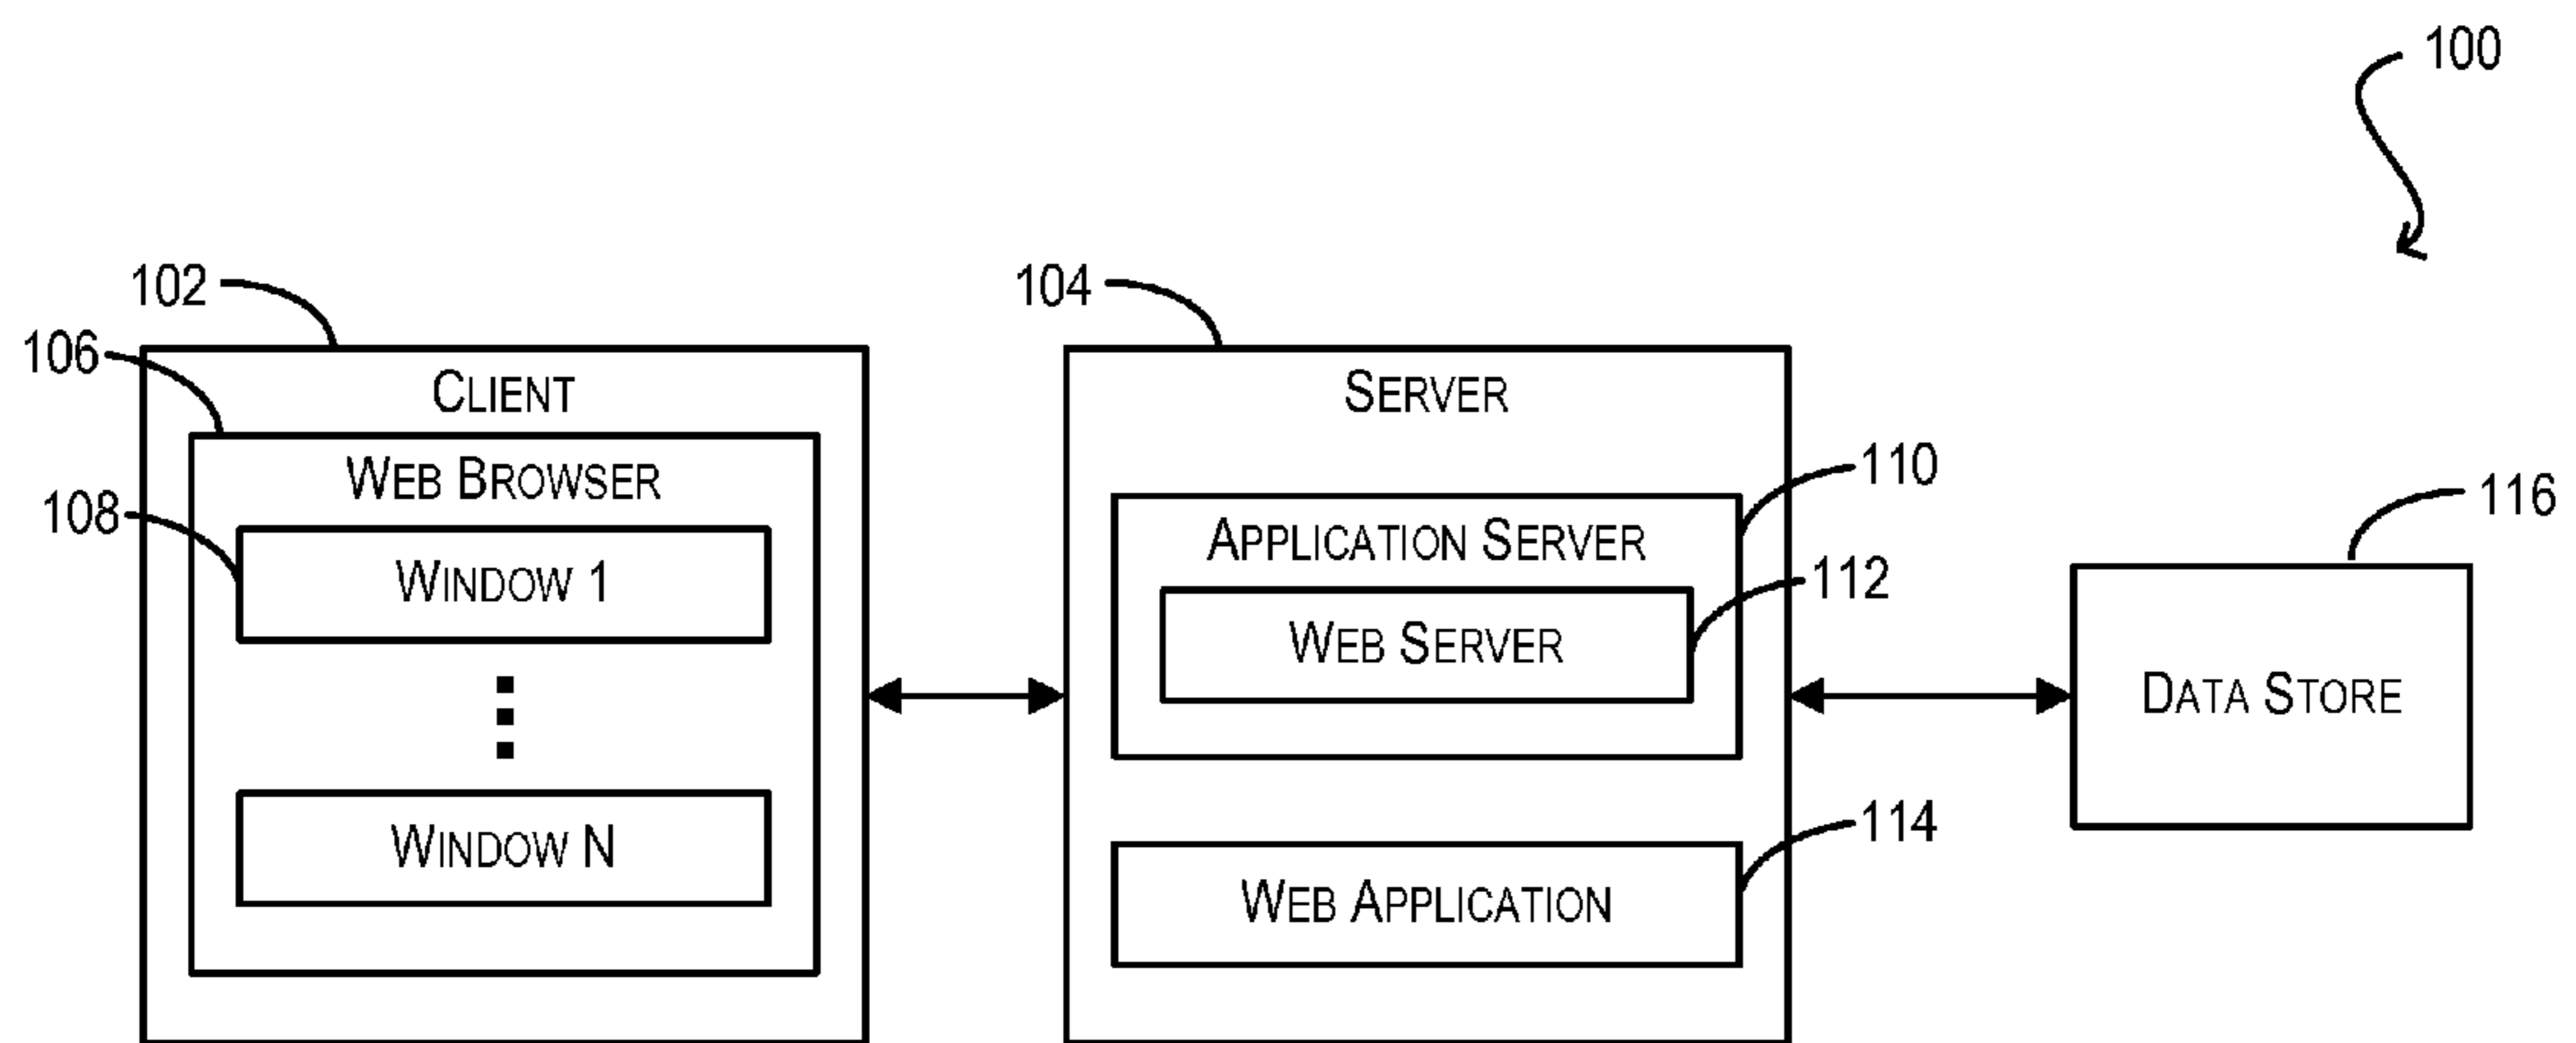 100
102
104
106
CLIENT
SERVER
WEB BROWSER
110
108
116
APPLICATION SERVER
WINDOW 1
112
WEB SERVER
DATA STORE
WINDOW N
114
WEB APPLICATION